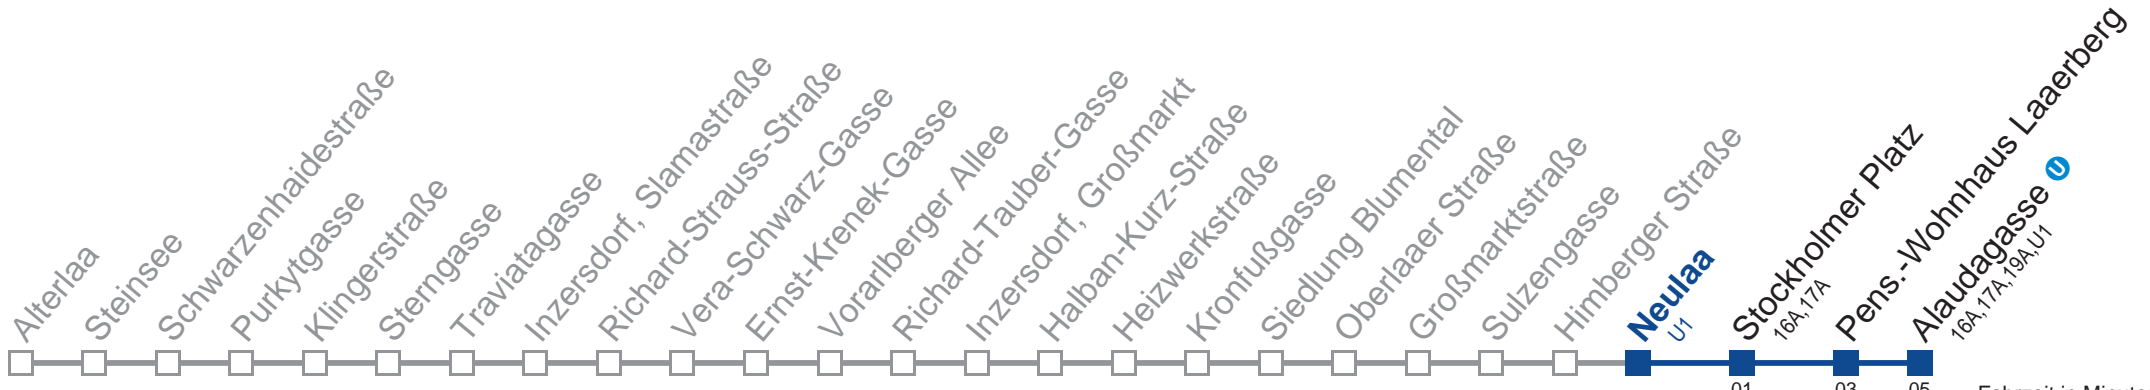 Alterlaa
Steinsee
Schwarzenhaidestraße
Purkytgasse
Klingerstraße
Sterngasse
Traviatagasse
Inzersdorf, Slamastraße
Richard-Strauss-Straße
Vera-Schwarz-Gasse
Ernst-Krenek-Gasse
Vorarlberger Allee
Richard-Tauber-Gasse
Inzersdorf, Großmarkt
Halban-Kurz-Straße
Heizwerkstraße
Kronfußgasse
Siedlung Blumental
Oberlaaer Straße
Großmarktstraße
Sulzengasse
Himberger Straße
Neulaa
U1
Stockholmer Platz
16A,17A
Pens.-Wohnhaus Laaerberg
Alaudagasse U
16A,17A,19A,U1
01 03 05